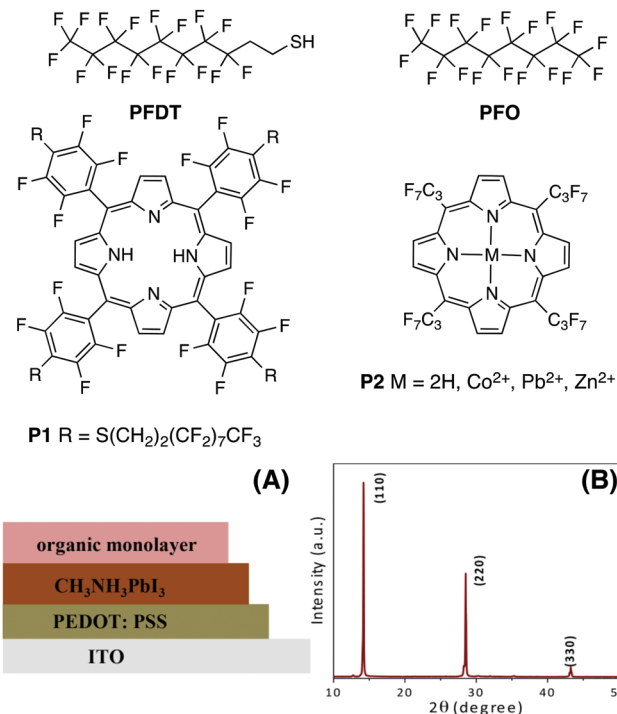 F F F F F F F F
F F F F F F F F F
SH
PFDT
F F F F F F F F F
F F F F F F F F F
PFO
R F F R
F F F F
F N F
NH HN
F N F
F F F F
R F F R
F₇C₃ C₃F₇
N
N M N
N
F₇C₃ C₃F₇
P2 M = 2H, Co²⁺, Pb²⁺, Zn²⁺
P1 R = S(CH₂)₂(CF₂)₇CF₃
(A)
organic monolayer
CH₃NH₃PbI₃
PEDOT: PSS
ITO
(B)
Intensity (a.u.)
(110)
(220)
(330)
10 20 30 40 50
2θ (degree)